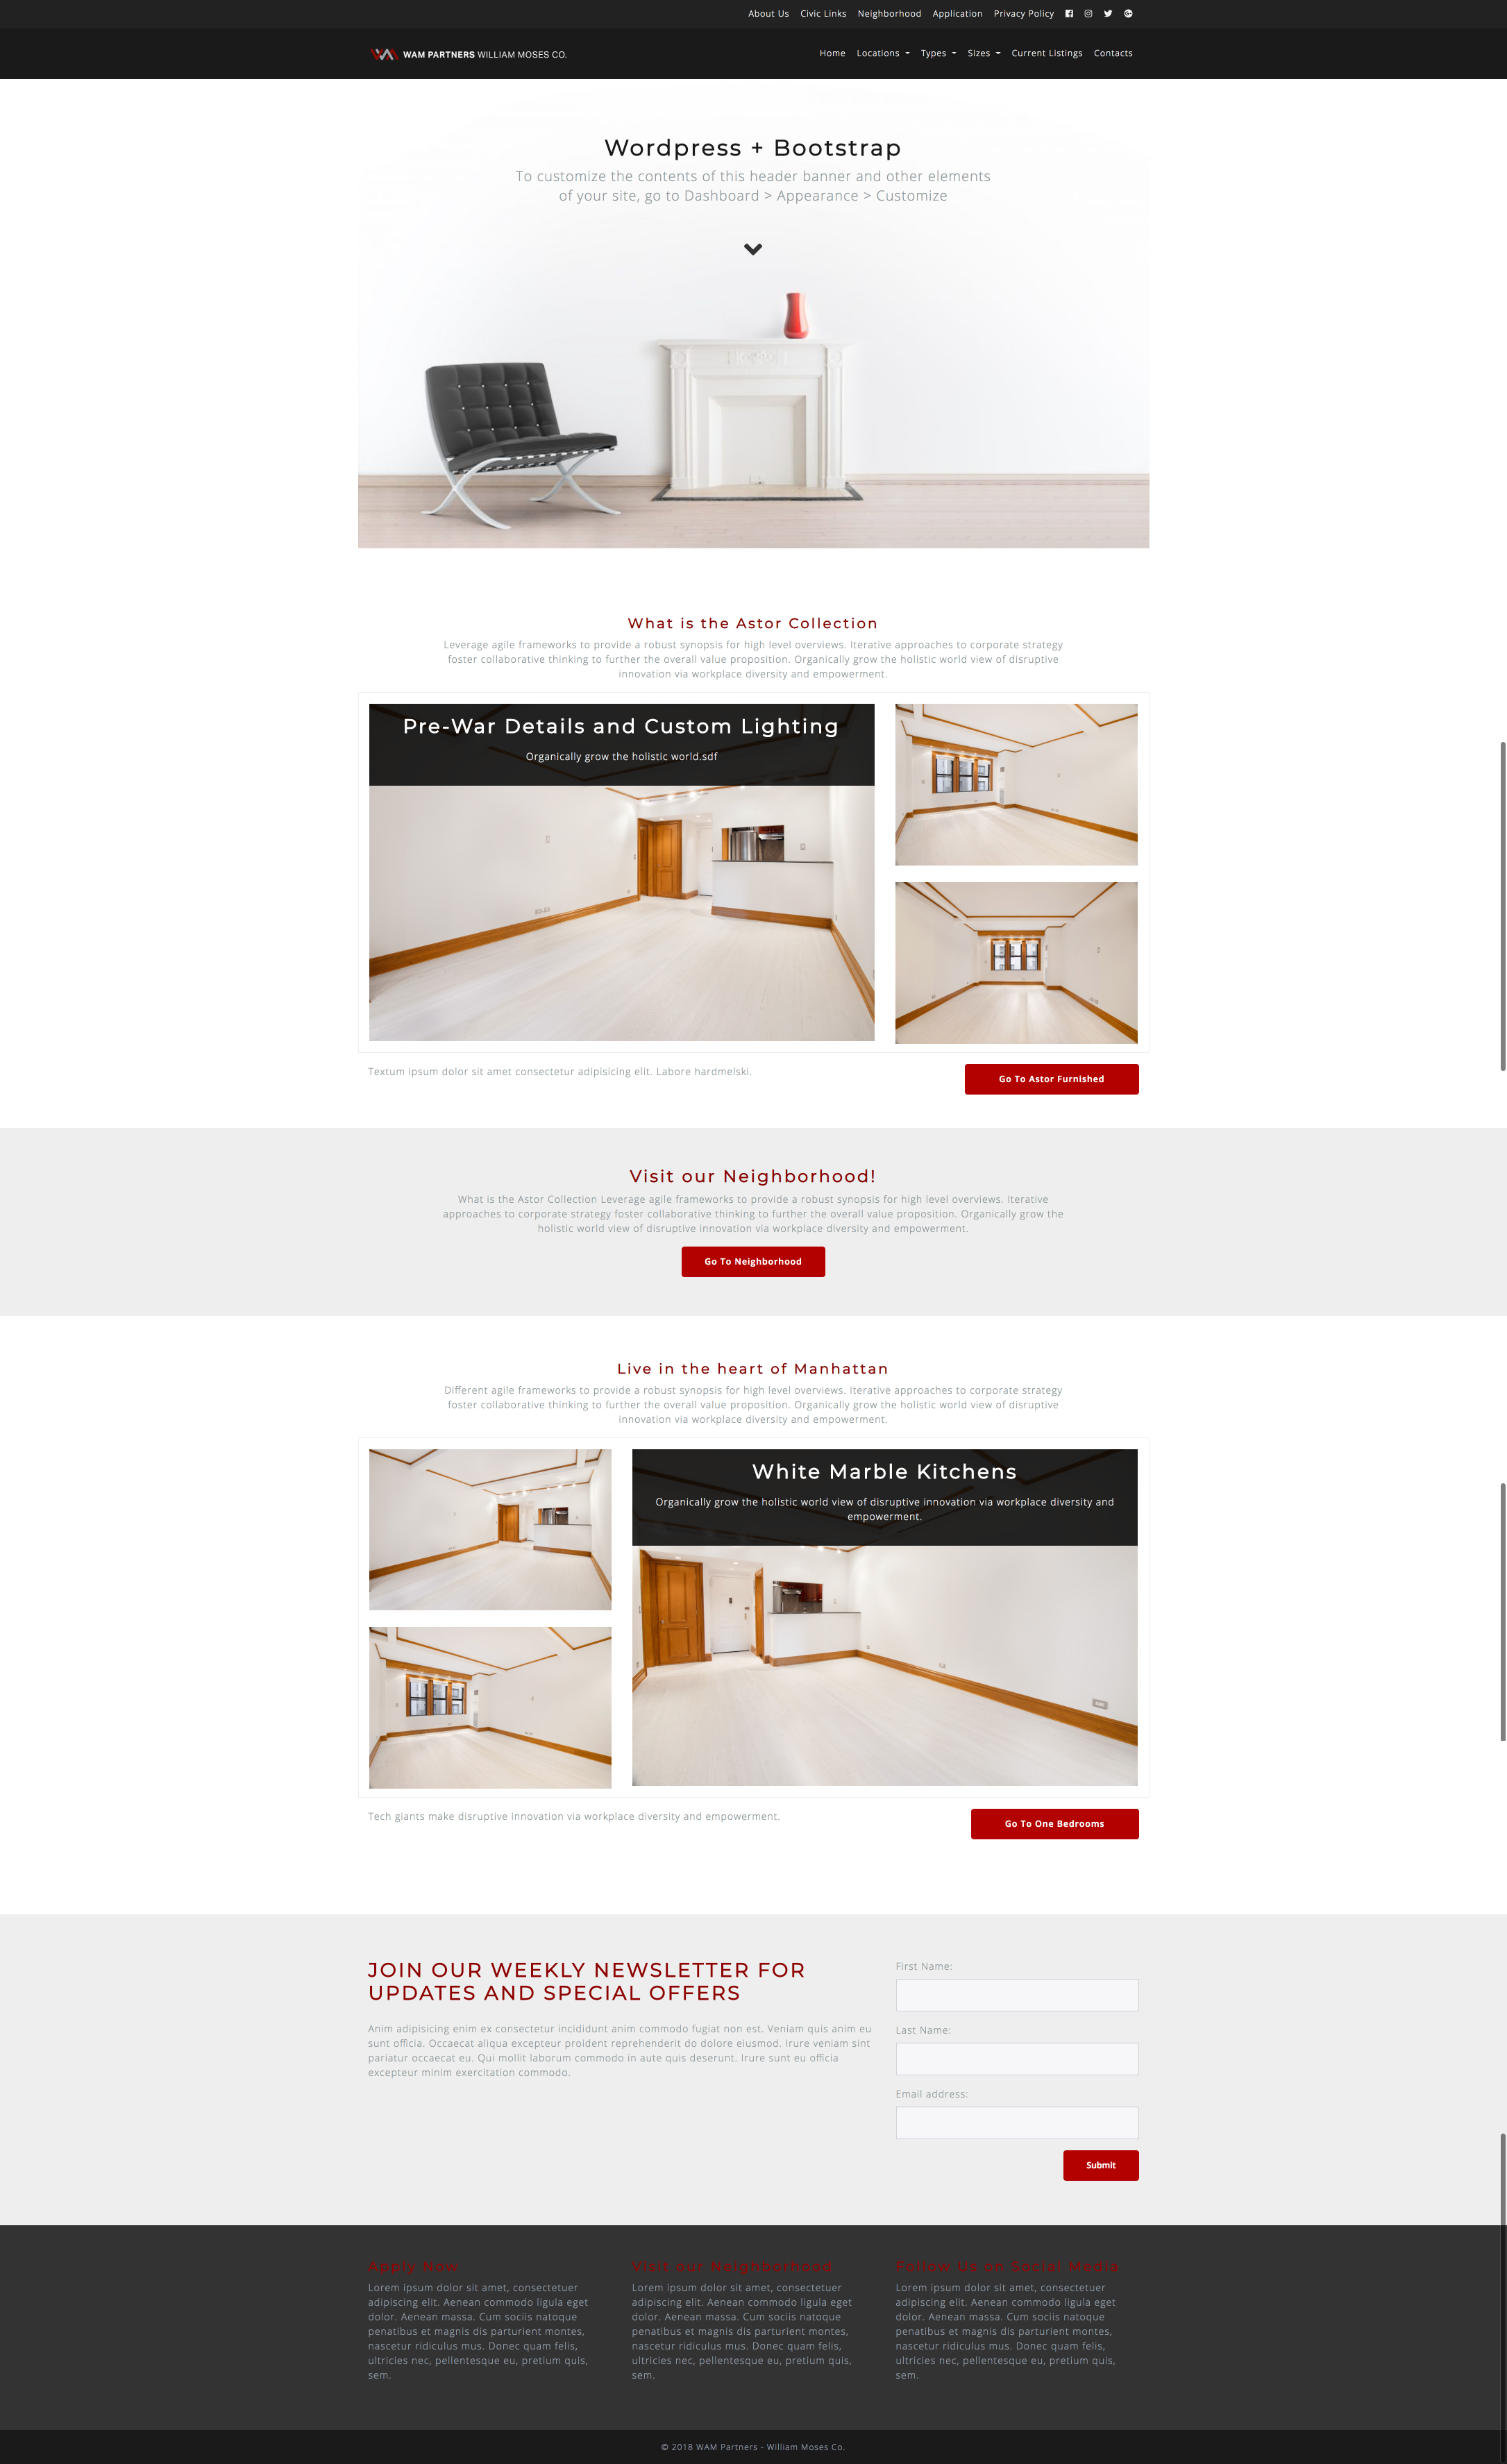 About Us Civic Links Neighborhood Application Privacy Policy
WAM PARTNERS WILLIAM MOSES CO.
Home Locations Types Sizes Current Listings Contacts
Wordpress + Bootstrap
To customize the contents of this header banner and other elements
of your site, go to Dashboard > Appearance > Customize
What is the Astor Collection
Leverage agile frameworks to provide a robust synopsis for high level overviews. Iterative approaches to corporate strategy
foster collaborative thinking to further the overall value proposition. Organically grow the holistic world view of disruptive
innovation via workplace diversity and empowerment.
Pre-War Details and Custom Lighting
Organically grow the holistic world.sdf
Textum ipsum dolor sit amet consectetur adipisicing elit. Labore hardmelski.
Go To Astor Furnished
Visit our Neighborhood!
What is the Astor Collection Leverage agile frameworks to provide a robust synopsis for high level overviews. Iterative
approaches to corporate strategy foster collaborative thinking to further the overall value proposition. Organically grow the
holistic world view of disruptive innovation via workplace diversity and empowerment.
Go To Neighborhood
Live in the heart of Manhattan
Different agile frameworks to provide a robust synopsis for high level overviews. Iterative approaches to corporate strategy
foster collaborative thinking to further the overall value proposition. Organically grow the holistic world view of disruptive
innovation via workplace diversity and empowerment.
White Marble Kitchens
Organically grow the holistic world view of disruptive innovation via workplace diversity and
empowerment.
Tech giants make disruptive innovation via workplace diversity and empowerment.
Go To One Bedrooms
JOIN OUR WEEKLY NEWSLETTER FOR
UPDATES AND SPECIAL OFFERS
Anim adipisicing enim ex consectetur incididunt anim commodo fugiat non est. Veniam quis anim eu
sunt officia. Occaecat aliqua excepteur proident reprehenderit do dolore eiusmod. Irure veniam sint
pariatur occaecat eu. Qui mollit laborum commodo in aute quis deserunt. Irure sunt eu officia
excepteur minim exercitation commodo.
First Name:
Last Name:
Email address:
Submit
Apply Now
Lorem ipsum dolor sit amet, consectetuer
adipiscing elit. Aenean commodo ligula eget
dolor. Aenean massa. Cum sociis natoque
penatibus et magnis dis parturient montes,
nascetur ridiculus mus. Donec quam felis,
ultricies nec, pellentesque eu, pretium quis,
sem.
Visit our Neighborhood
Lorem ipsum dolor sit amet, consectetuer
adipiscing elit. Aenean commodo ligula eget
dolor. Aenean massa. Cum sociis natoque
penatibus et magnis dis parturient montes,
nascetur ridiculus mus. Donec quam felis,
ultricies nec, pellentesque eu, pretium quis,
sem.
Follow Us on Social Media
Lorem ipsum dolor sit amet, consectetuer
adipiscing elit. Aenean commodo ligula eget
dolor. Aenean massa. Cum sociis natoque
penatibus et magnis dis parturient montes,
nascetur ridiculus mus. Donec quam felis,
ultricies nec, pellentesque eu, pretium quis,
sem.
© 2018 WAM Partners - William Moses Co.